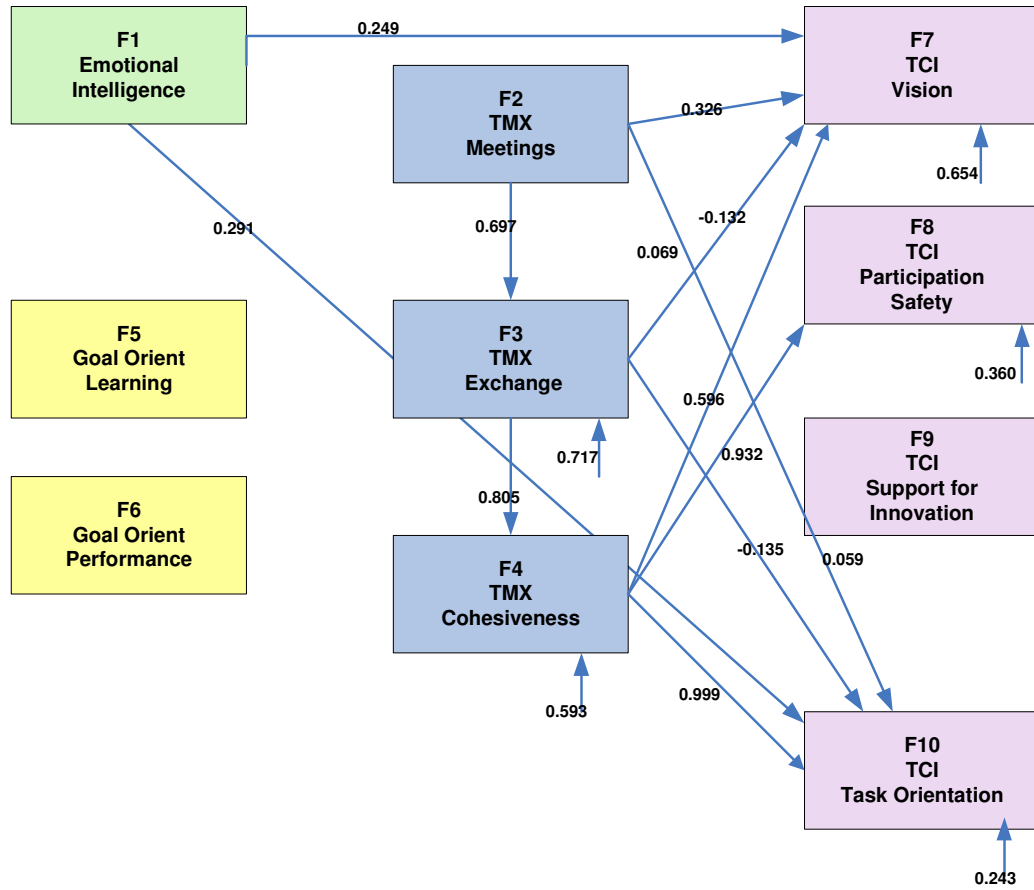 F1
Emotional
Intelligence
0.249
F7
TCI
Vision
F2
TMX
Meetings
0.326
0.654
0.291
0.697
-0.132
0.069
F8
TCI
Participation
Safety
F5
Goal Orient
Learning
F3
TMX
Exchange
0.360
0.596
0.717
0.932
F9
TCI
Support for
Innovation
F6
Goal Orient
Performance
0.805
-0.135
0.059
F4
TMX
Cohesiveness
0.593
0.999
F10
TCI
Task Orientation
0.243